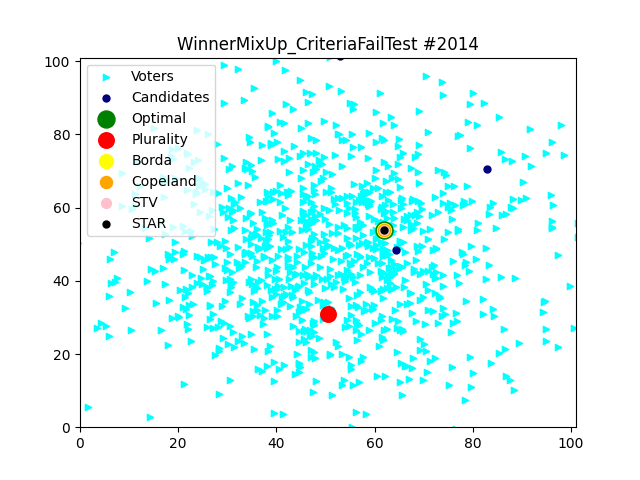 WinnerMixUp_CriteriaFailTest #2014
100
80
60
40
20
0
Voters
Candidates
Optimal
Plurality
Borda
Copeland
STV
STAR
0 20 40 60 80 100